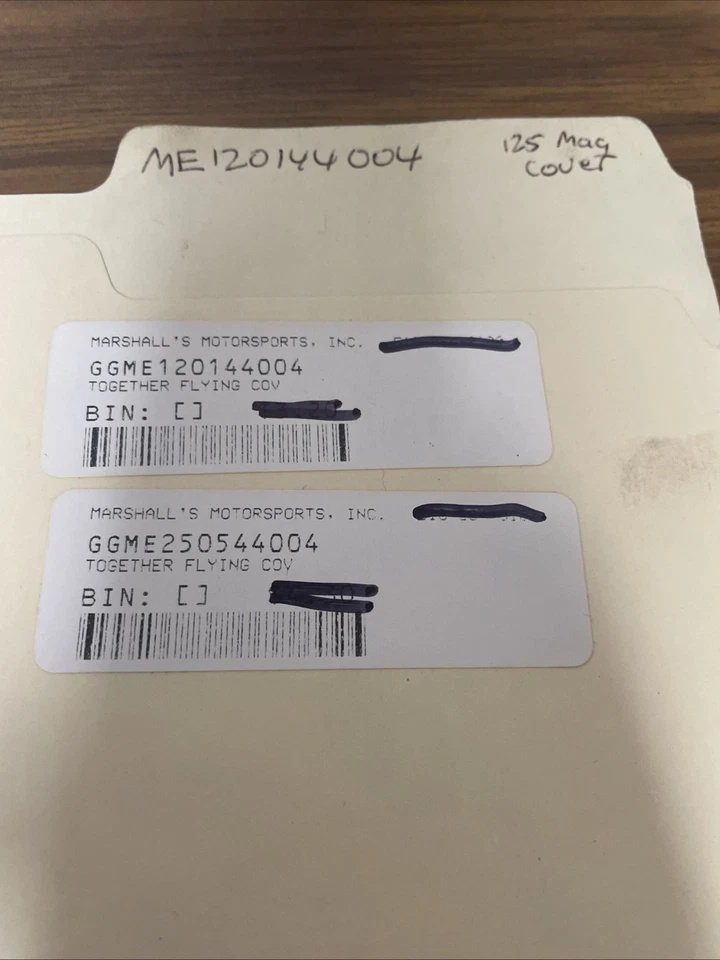 ME120144004
125 Mag
Cover
MARSHALL'S MOTORSPORTS, INC.
GGME120144004
TOGETHER FLYING COV
BIN: []
MARSHALL'S MOTORSPORTS, INC.
GGME250544004
TOGETHER FLYING COV
BIN: []